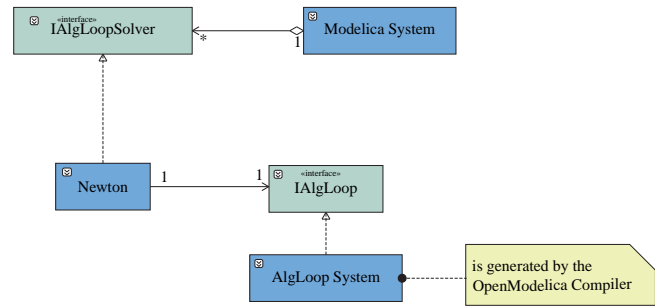 «interface»
IAlgLoopSolver
Modelica System
* 1
Newton
1 1
«interface»
IAlgLoop
AlgLoop System
is generated by the
OpenModelica Compiler